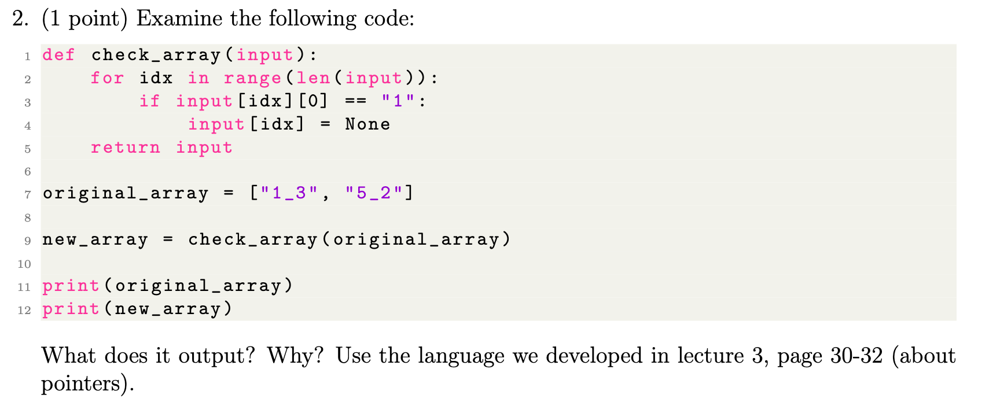 2. (1 point) Examine the following code:
1 def check_array(input):
2     for idx in range(len(input)):
3         if input[idx][0] == "1":
4             input[idx] = None
5     return input
6
7 original_array = ["1_3", "5_2"]
8
9 new_array = check_array(original_array)
10
11 print(original_array)
12 print(new_array)
What does it output? Why? Use the language we developed in lecture 3, page 30-32 (about
pointers).